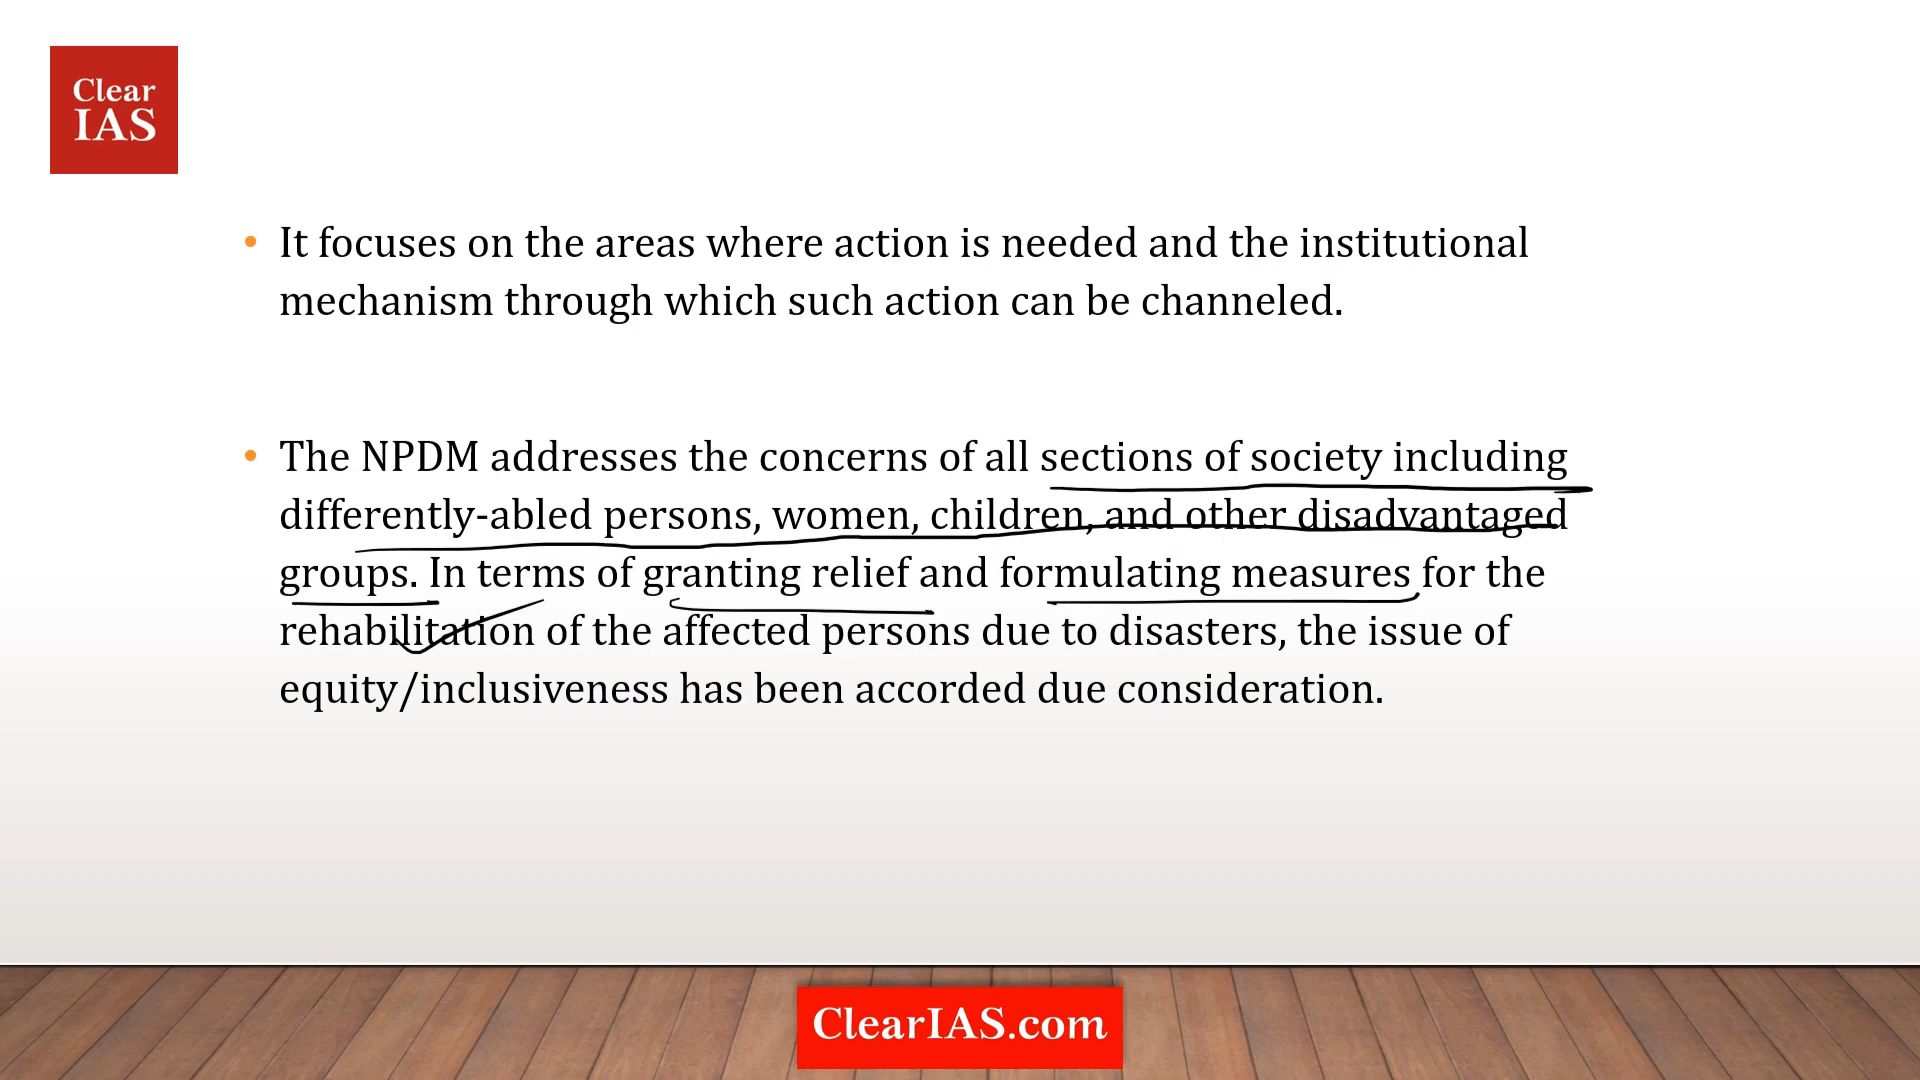 Clear
IAS
• It focuses on the areas where action is needed and the institutional
mechanism through which such action can be channeled.
• The NPDM addresses the concerns of all sections of society including
differently-abled persons, women, children, and other disadvantaged
groups. In terms of granting relief and formulating measures for the
rehabilitation of the affected persons due to disasters, the issue of
equity/inclusiveness has been accorded due consideration.
ClearIAS.com